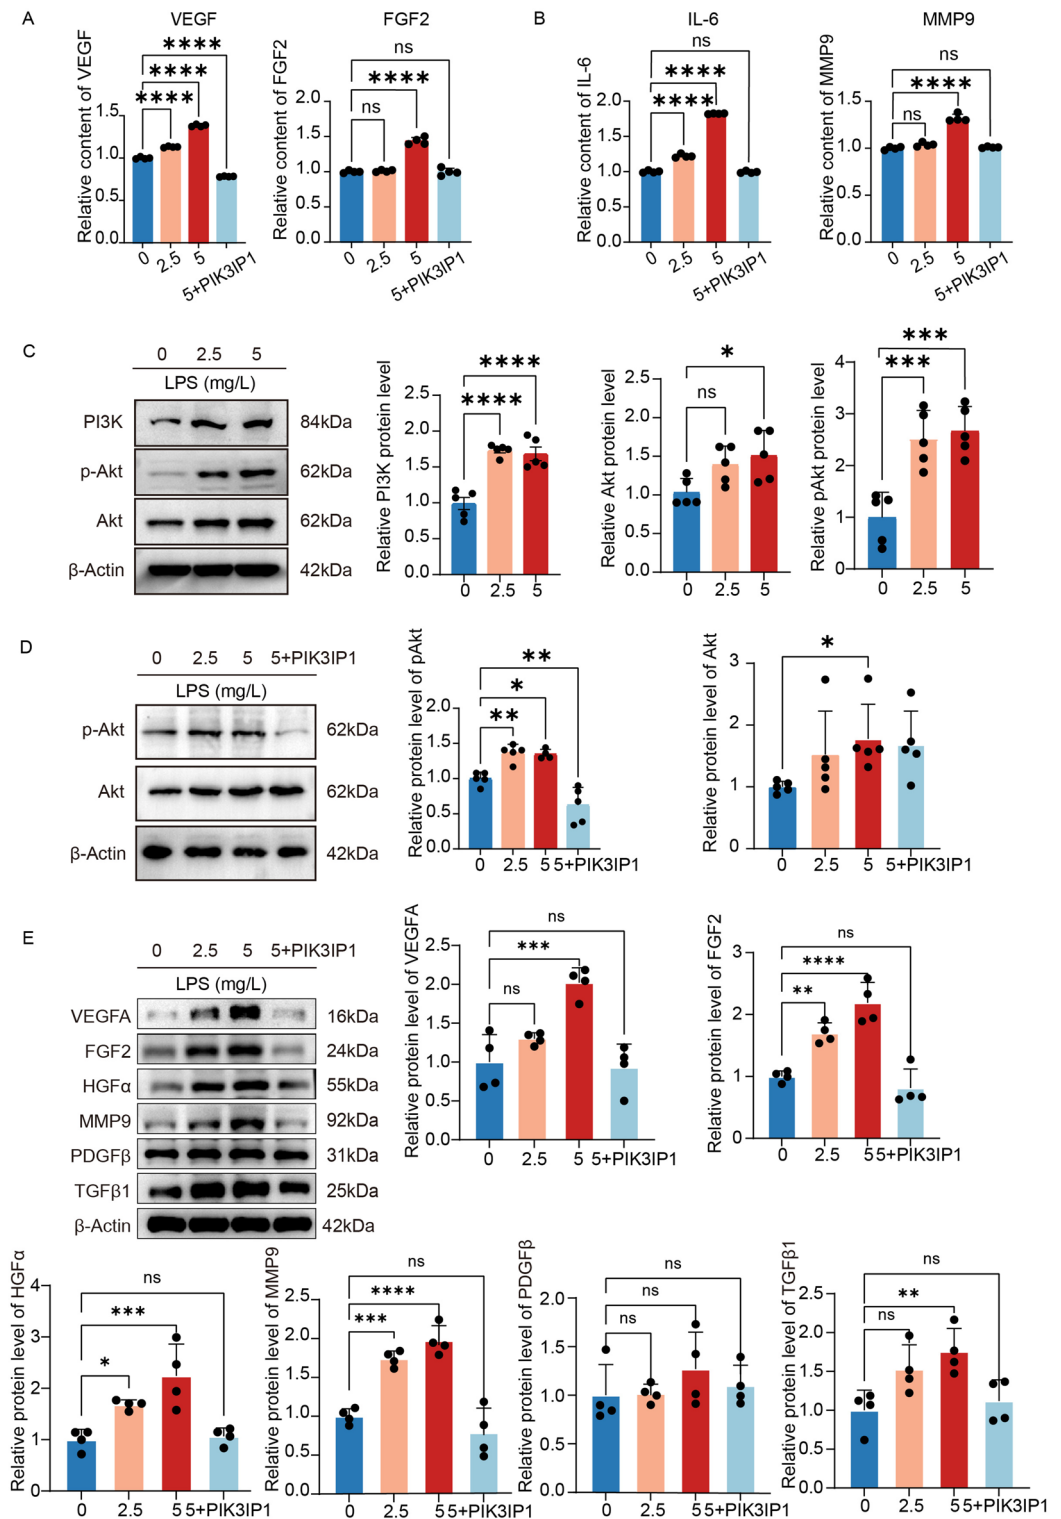 A
VEGF
Relative content of VEGF
1.5
1.0
0.5
0.0
****
****
****
0
2.5
5
5+PIK3IP1
FGF2
Relative content of FGF2
2.0
1.5
1.0
0.5
0.0
ns
****
ns
0
2.5
5
5+PIK3IP1
B
IL-6
Relative content of IL-6
2.0
1.5
1.0
0.5
0.0
ns
****
****
0
2.5
5
5+PIK3IP1
MMP9
Relative content of MMP9
1.5
1.0
0.5
0.0
ns
****
ns
0
2.5
5
5+PIK3IP1
C
0 2.5 5
LPS (mg/L)
PI3K 84kDa
p-Akt 62kDa
Akt 62kDa
β-Actin 42kDa
Relative PI3K protein level
2.5
2.0
1.5
1.0
0.5
0.0
****
****
0 2.5 5
Relative Akt protein level
2.5
2.0
1.5
1.0
0.5
0.0
*
ns
0 2.5 5
Relative pAkt protein level
4
3
2
1
0
***
***
0 2.5 5
D
0 2.5 5 5+PIK3IP1
LPS (mg/L)
p-Akt 62kDa
Akt 62kDa
β-Actin 42kDa
Relative protein level of pAkt
2.0
1.5
1.0
0.5
0.0
**
*
**
0 2.5 5 5+PIK3IP1
Relative protein level of Akt
3
2
1
0
*
0 2.5 5 5+PIK3IP1
E
0 2.5 5 5+PIK3IP1
LPS (mg/L)
VEGFA 16kDa
FGF2 24kDa
HGFα 55kDa
MMP9 92kDa
PDGFβ 31kDa
TGFβ1 25kDa
β-Actin 42kDa
Relative protein level of VEGFA
2.5
2.0
1.5
1.0
0.5
0.0
ns
***
ns
0 2.5 5 5+PIK3IP1
Relative protein level of FGF2
3
2
1
0
ns
****
**
0 2.5 5 5+PIK3IP1
Relative protein level of HGFα
4
3
2
1
0
ns
***
*
0 2.5 5 5+PIK3IP1
Relative protein level of MMP9
2.5
2.0
1.5
1.0
0.5
0.0
ns
****
***
0 2.5 5 5+PIK3IP1
Relative protein level of PDGFβ
2.0
1.5
1.0
0.5
0.0
ns
ns
ns
0 2.5 5 5+PIK3IP1
Relative protein level of TGFβ1
2.5
2.0
1.5
1.0
0.5
0.0
ns
**
ns
0 2.5 5 5+PIK3IP1